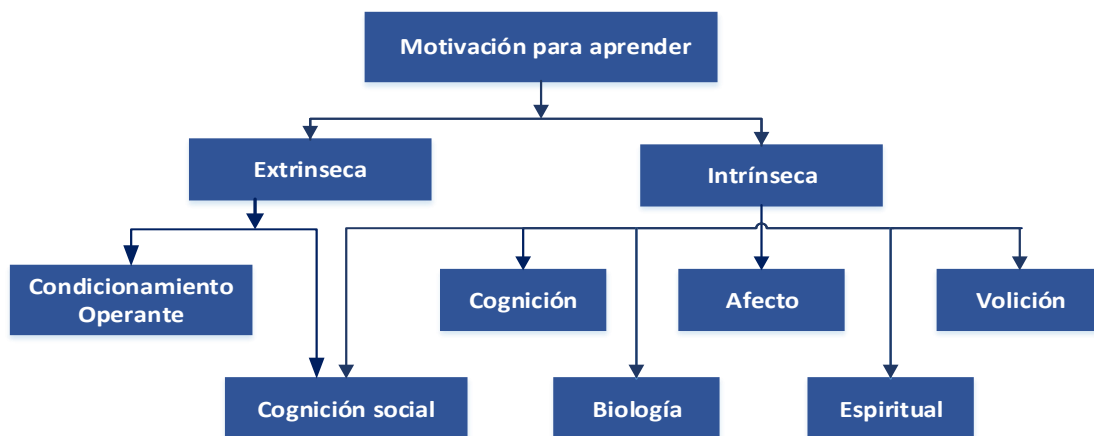 Motivación para aprender
Extrinseca
Intrínseca
Condicionamiento
Operante
Cognición
Afecto
Volición
Cognición social
Biología
Espiritual